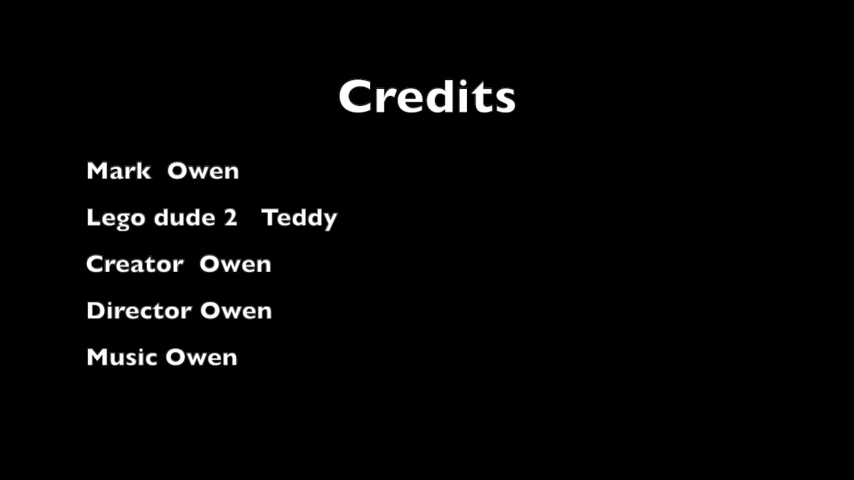 Credits
Mark Owen
Lego dude 2 Teddy
Creator Owen
Director Owen
Music Owen